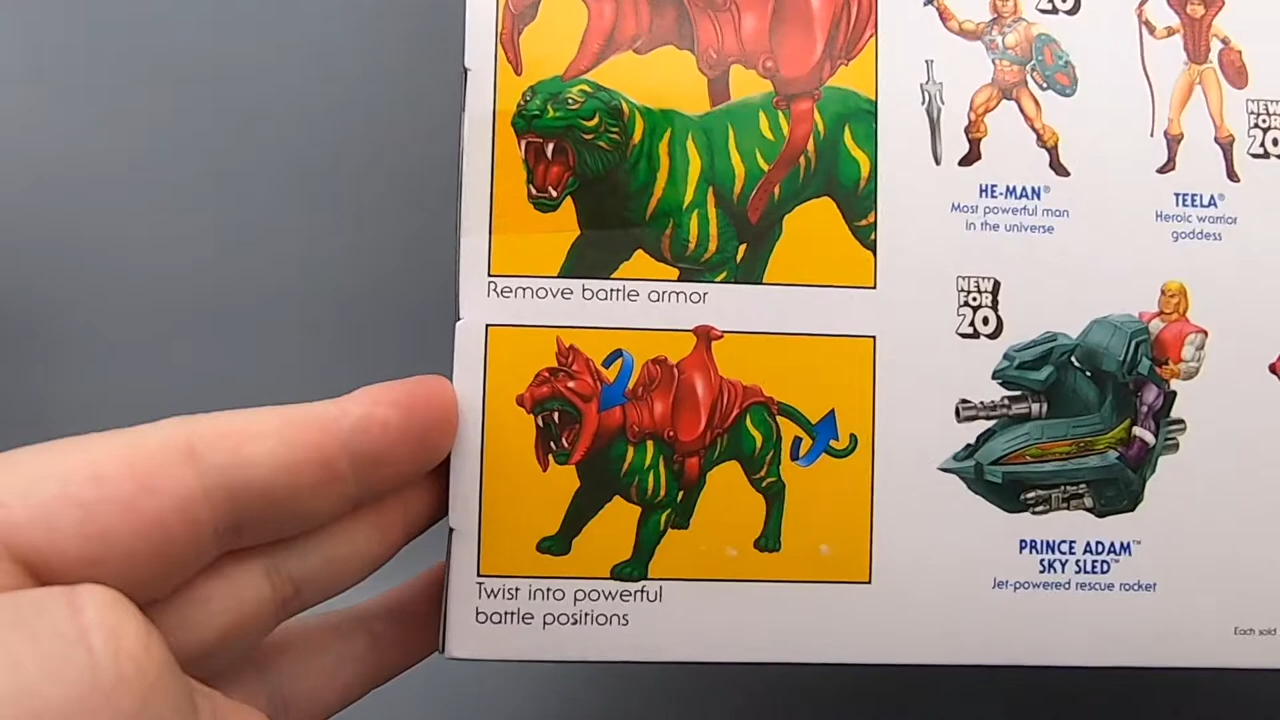 20
HE-MAN®
Most powerful man
in the universe
TEELA®
Heroic warrior
goddess
NEW
FOR
20
Remove battle armor
NEW
FOR
20
PRINCE ADAM™
SKY SLED™
Jet-powered rescue rocket
Twist into powerful
battle positions
Each sold